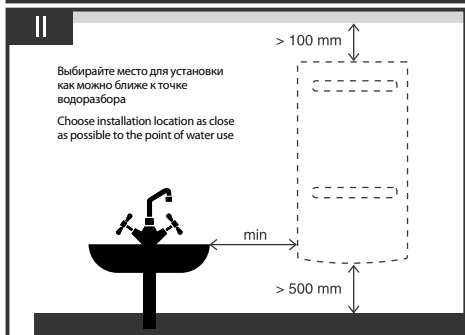 II
> 100 mm
Выбирайте место для установки
как можно ближе к точке
водоразбора
Choose installation location as close
as possible to the point of water use
min
> 500 mm